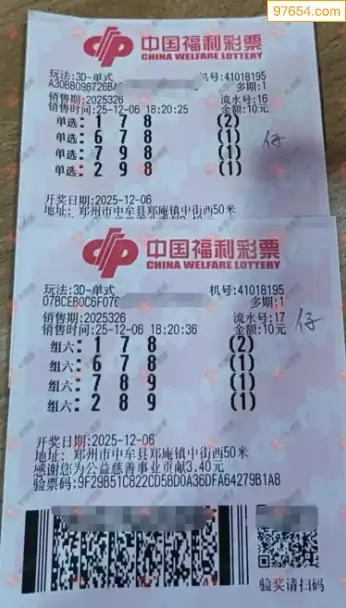 97654.com
中国福利彩票
CHINA WELFARE LOTTERY
玩法:3D-单式 机号:41018195
A30BB098726BA 多期:1
销售期:2025326 流水号:16
销售时间:25-12-06 18:20:25 金额:10元
单选: 1 7 8 (2)
单选: 6 7 8 (1)
单选: 7 9 8 (1)
单选: 2 9 8 (1)
仔
开奖日期:2025-12-06
地址: 郑州市中牟县郑庵镇中街西50米
中国福利彩票
CHINA WELFARE LOTTERY
玩法:3D-单式 机号:41018195
07BCEB0C6F07 多期:1
销售期:2025326 流水号:17
销售时间:25-12-06 18:20:36 金额:10元
仔
组六: 1 7 8 (2)
组六: 6 7 8 (1)
组六: 7 8 9 (1)
组六: 2 8 9 (1)
开奖日期:2025-12-06
地址: 郑州市中牟县郑庵镇中街西50米
感谢您为公益慈善事业贡献3.40元
验票码:9F29B51C822CD5BD0A36DFA64279B1A8
验奖请扫码